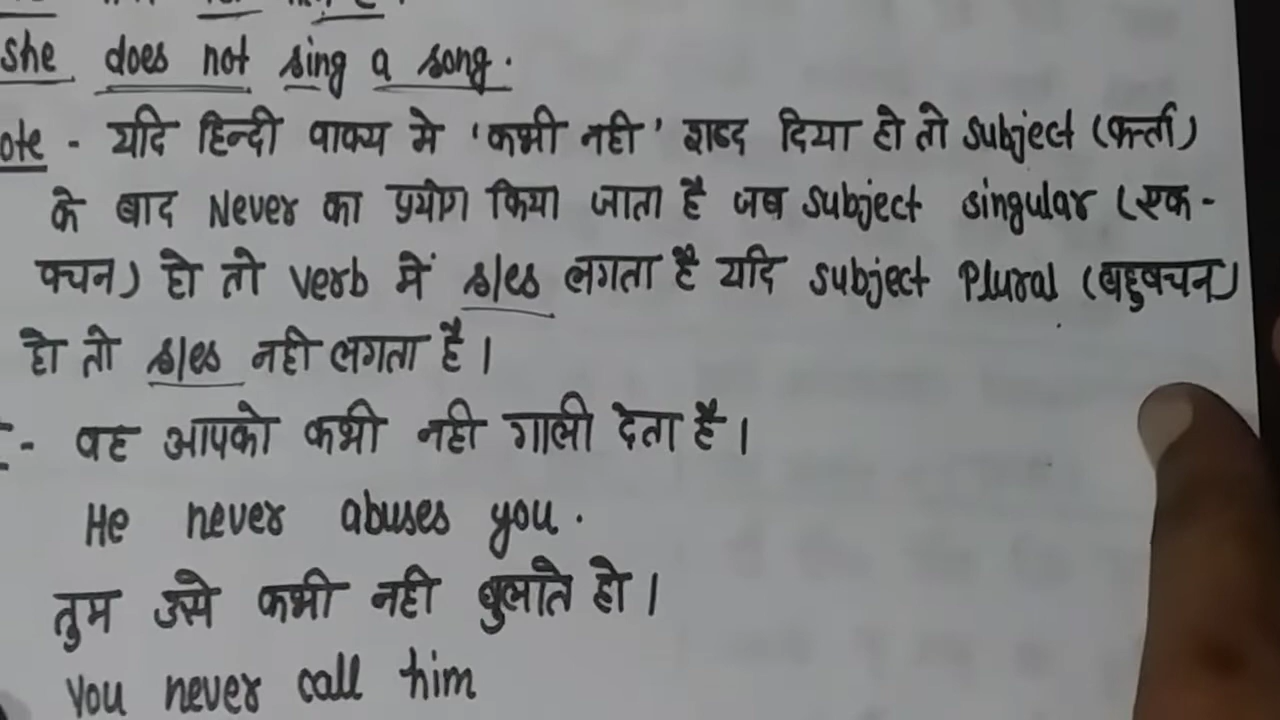 she does not sing a song.
ote - यदि हिन्दी वाक्य मे 'कभी नही' शब्द दिया हो तो subject (कर्त्ता)
के बाद Never का प्रयोग किया जाता है जब subject singular (एक-
वचन) हो तो verb में s/es लगता है यदि subject Plural (बहुवचन)
हो तो s/es नही लगता है।
- वह आपको कभी नही गाली देता है।
He never abuses you.
तुम उसे कभी नही बुलाते हो।
You never call him